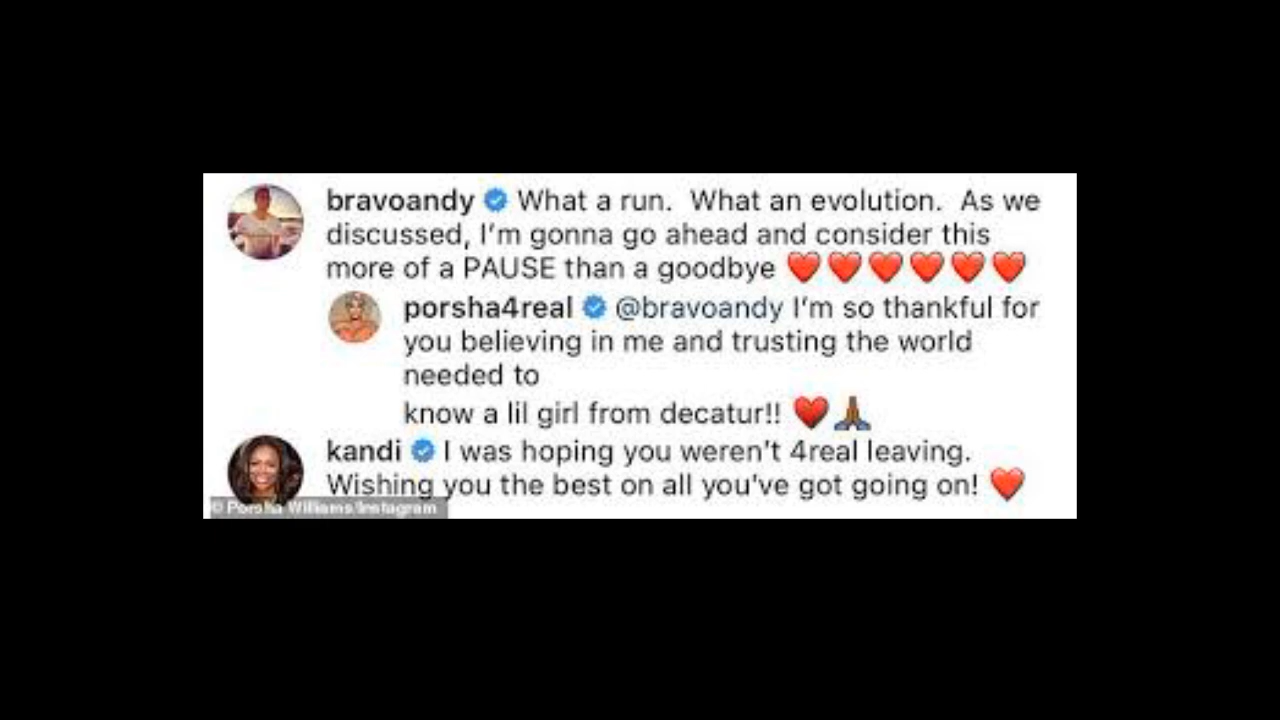 bravoandy What a run. What an evolution. As we
discussed, I'm gonna go ahead and consider this
more of a PAUSE than a goodbye ❤️❤️❤️❤️❤️❤️
porsha4real @bravoandy I'm so thankful for
you believing in me and trusting the world
needed to
know a lil girl from decatur!! ❤️🙏🏾
kandi I was hoping you weren't 4real leaving.
Wishing you the best on all you've got going on! ❤️
© Porsha Williams/Instagram